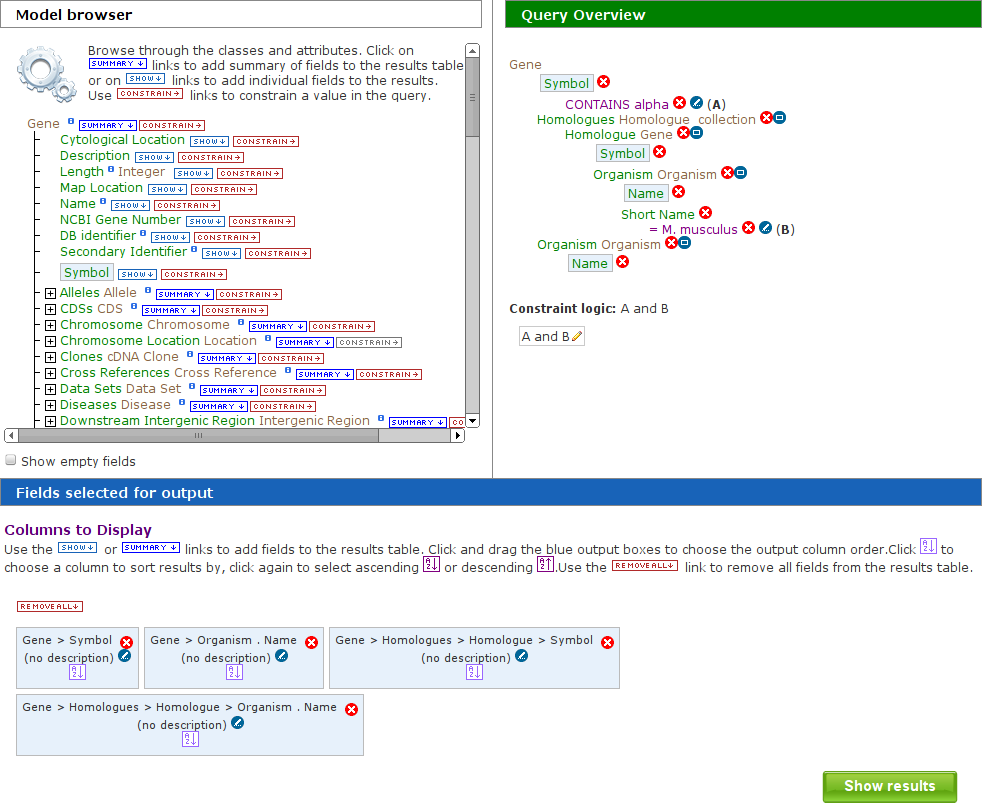 Model browser
Browse through the classes and attributes. Click on
SUMMARY↓ links to add summary of fields to the results table
or on SHOW↓ links to add individual fields to the results.
Use CONSTRAIN→ links to constrain a value in the query.
Gene i SUMMARY ↓ CONSTRAIN→
Cytological Location SHOW↓ CONSTRAIN→
Description SHOW↓ CONSTRAIN→
Length i Integer SHOW↓ CONSTRAIN→
Map Location SHOW↓ CONSTRAIN→
Name i SHOW↓ CONSTRAIN→
NCBI Gene Number SHOW↓ CONSTRAIN→
DB identifier i SHOW↓ CONSTRAIN→
Secondary Identifier i SHOW↓ CONSTRAIN→
Symbol SHOW↓ CONSTRAIN→
Alleles Allele i SUMMARY ↓ CONSTRAIN→
CDSs CDS i SUMMARY ↓ CONSTRAIN→
Chromosome Chromosome i SUMMARY ↓ CONSTRAIN→
Chromosome Location Location i SUMMARY ↓ CONSTRAIN→
Clones cDNA Clone i SUMMARY ↓ CONSTRAIN→
Cross References Cross Reference i SUMMARY ↓ CONSTRAIN→
Data Sets Data Set i SUMMARY ↓ CONSTRAIN→
Diseases Disease i SUMMARY ↓ CONSTRAIN→
Downstream Intergenic Region Intergenic Region i SUMMARY ↓ CO
Show empty fields
Query Overview
Gene
Symbol
CONTAINS alpha (A)
Homologues Homologue collection
Homologue Gene
Symbol
Organism Organism
Name
Short Name
= M. musculus (B)
Organism Organism
Name
Constraint logic: A and B
A and B
Fields selected for output
Columns to Display
Use the SHOW↓ or SUMMARY ↓ links to add fields to the results table. Click and drag the blue output boxes to choose the output column order.Click AZ↓ to
choose a column to sort results by, click again to select ascending AZ↓ or descending AZ↑.Use the REMOVE ALL↓ link to remove all fields from the results table.
REMOVE ALL↓
Gene > Symbol
(no description)
AZ↓
Gene > Organism . Name
(no description)
AZ↓
Gene > Homologues > Homologue > Symbol
(no description)
AZ↓
Gene > Homologues > Homologue > Organism . Name
(no description)
AZ↓
Show results